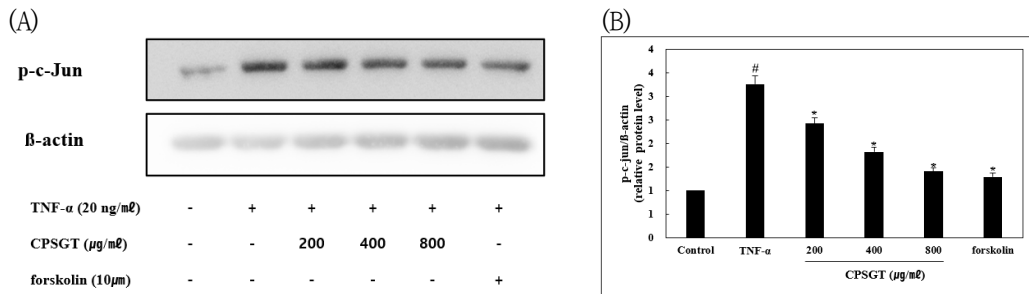 (A)
p-c-Jun
ß-actin
TNF-α (20 ng/㎖) - + + + + +
CPSGT (㎍/㎖) - - 200 400 800 -
forskolin (10㎛) - - - - - +
(B)
p-c-jun/ß-actin
(relative protein level)
4
4
3
3
2
2
1
1
0
#
*
*
*
*
Control TNF-α 200 400 800 forskolin
CPSGT (㎍/㎖)